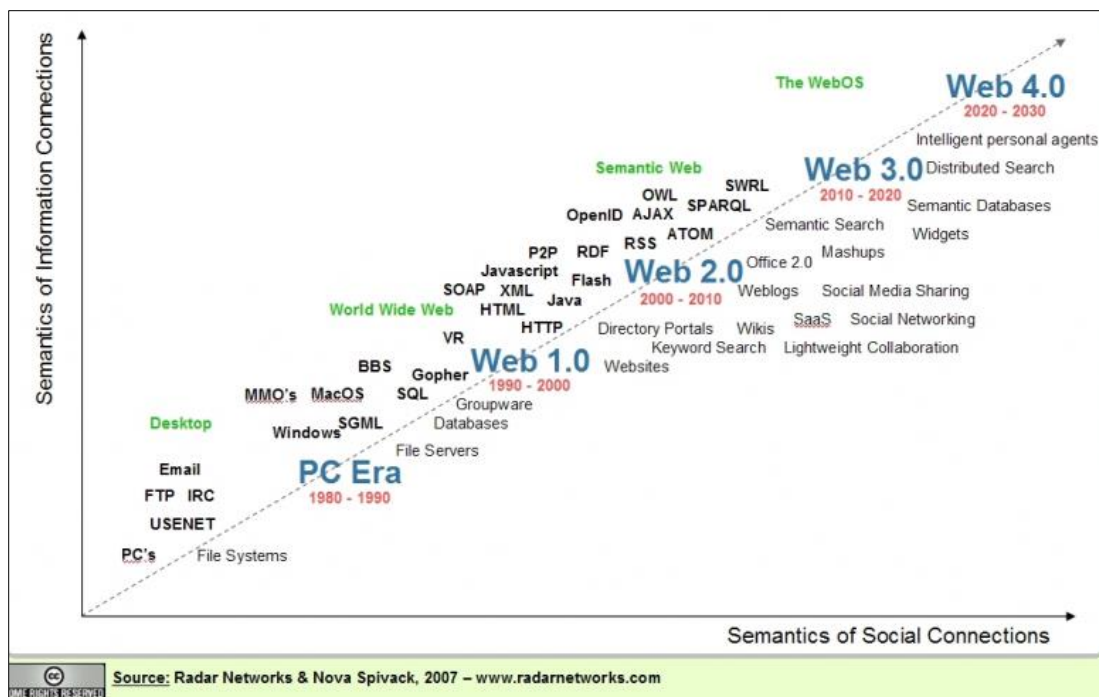 Semantics of Information Connections
The WebOS
Web 4.0
2020 - 2030
Intelligent personal agents
Semantic Web
Web 3.0
2010 - 2020
Distributed Search
SWRL
OWL
SPARQL
OpenID
AJAX
Semantic Databases
Semantic Search
Widgets
ATOM
RSS
P2P
RDF
Mashups
Office 2.0
Javascript
Flash
Web 2.0
2000 - 2010
SOAP
XML
Java
Weblogs
Social Media Sharing
World Wide Web
HTML
HTTP
Directory Portals
Wikis
SaaS
Social Networking
VR
Keyword Search
Lightweight Collaboration
BBS
Gopher
Web 1.0
1990 - 2000
Websites
MMO's
MacOS
SQL
Groupware
Desktop
Windows
SGML
Databases
File Servers
Email
PC Era
1980 - 1990
FTP
IRC
USENET
PC's
File Systems
Semantics of Social Connections
cc
OME RIGHTS RESERVED
Source: Radar Networks & Nova Spivack, 2007 – www.radarnetworks.com